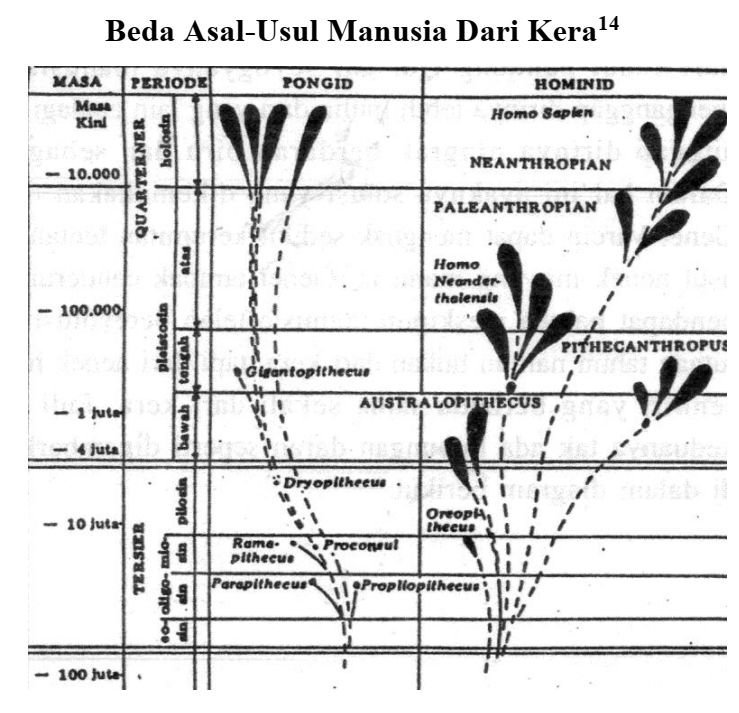 Beda Asal-Usul Manusia Dari Kera14
MASA PERIODE PONGID HOMINID
Masa
Kini
10.000
100.000
1 juta
4 juta
10 juta
100 juta
QUARTENER
TERSIER
holosin
pleistosin
atas
tengah
bawah
pliosin
mio-
sin
oligo-
sin
eo-
sin
Gigantopithecus
Dryopithecus
Rama-
pithecus
Proconsul
Parapithecus
Propliopithecus
Homo Sapien
NEANTHROPIAN
PALEANTHROPIAN
Homo
Neander-
thalensis
PITHECANTHROPUS
AUSTRALOPITHECUS
Oreopi-
thecus